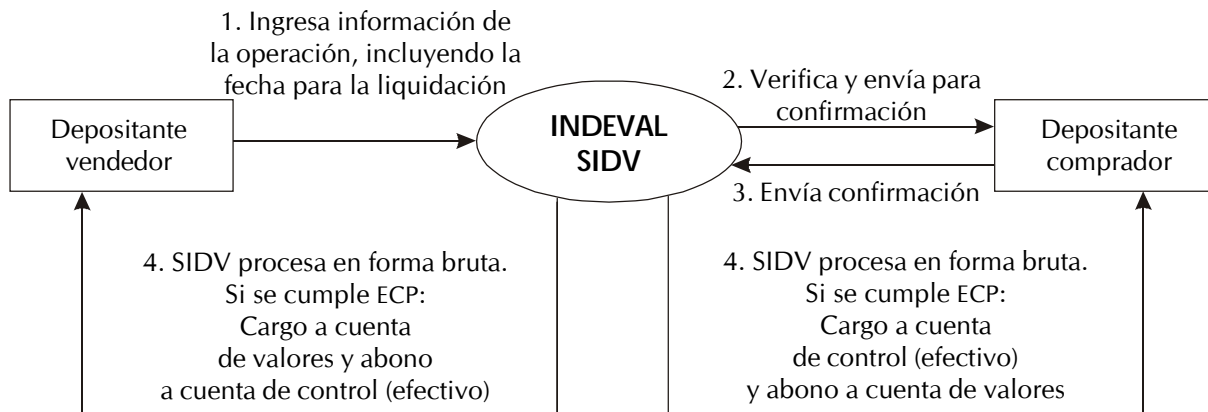 1. Ingresa información de
la operación, incluyendo la
fecha para la liquidación
Depositante
vendedor
INDEVAL
SIDV
2. Verifica y envía para
confirmación
Depositante
comprador
3. Envía confirmación
4. SIDV procesa en forma bruta.
Si se cumple ECP:
Cargo a cuenta
de valores y abono
a cuenta de control (efectivo)
4. SIDV procesa en forma bruta.
Si se cumple ECP:
Cargo a cuenta
de control (efectivo)
y abono a cuenta de valores